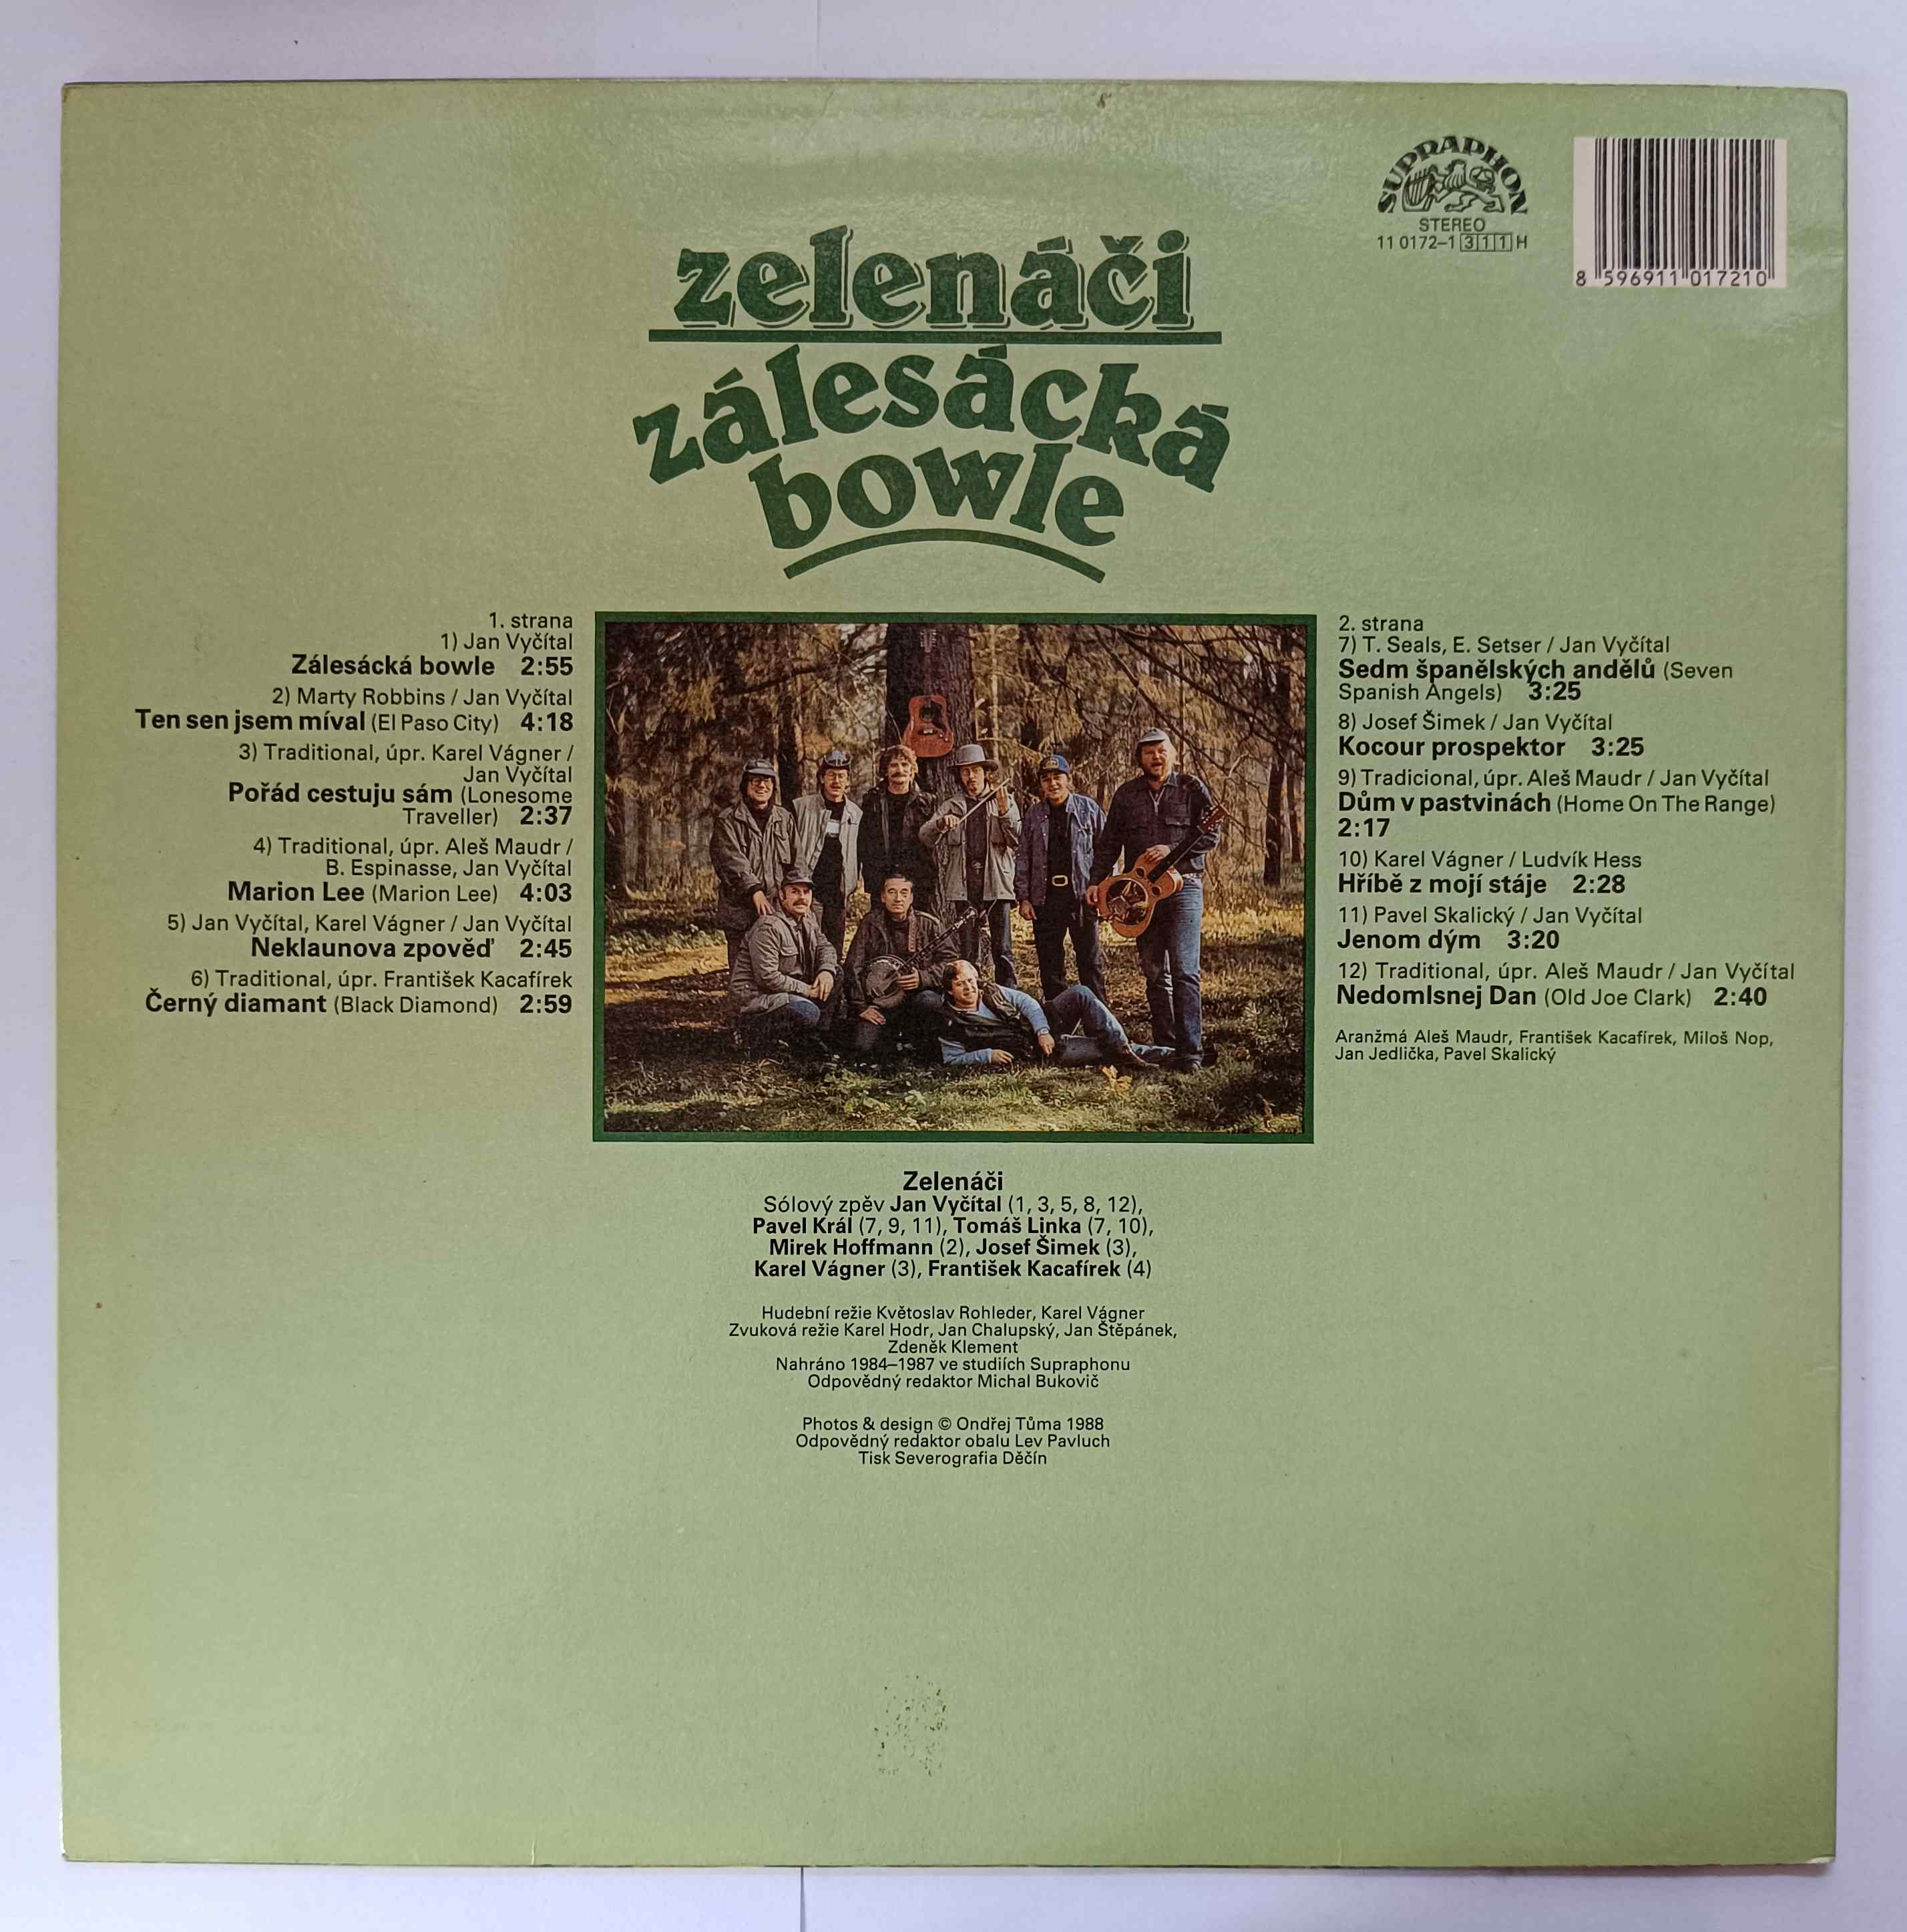 SUPRAPHON
STEREO
11 0172-1 311 H
8 596911 017210
zelenáči
zálesácká
bowle
1. strana
1) Jan Vyčítal
Zálesácká bowle 2:55
2) Marty Robbins / Jan Vyčítal
Ten sen jsem míval (El Paso City) 4:18
3) Traditional, úpr. Karel Vágner /
Jan Vyčítal
Pořád cestuju sám (Lonesome
Traveller) 2:37
4) Traditional, úpr. Aleš Maudr /
B. Espinasse, Jan Vyčítal
Marion Lee (Marion Lee) 4:03
5) Jan Vyčítal, Karel Vágner / Jan Vyčítal
Neklaunova zpověď 2:45
6) Traditional, úpr. František Kacafírek
Černý diamant (Black Diamond) 2:59
2. strana
7) T. Seals, E. Setser / Jan Vyčítal
Sedm španělských andělů (Seven
Spanish Angels) 3:25
8) Josef Šimek / Jan Vyčítal
Kocour prospektor 3:25
9) Tradicional, úpr. Aleš Maudr / Jan Vyčítal
Dům v pastvinách (Home On The Range)
2:17
10) Karel Vágner / Ludvík Hess
Hříbě z mojí stáje 2:28
11) Pavel Skalický / Jan Vyčítal
Jenom dým 3:20
12) Traditional, úpr. Aleš Maudr / Jan Vyčítal
Nedomlsnej Dan (Old Joe Clark) 2:40
Aranžmá Aleš Maudr, František Kacafírek, Miloš Nop,
Jan Jedlička, Pavel Skalický
Zelenáči
Sólový zpěv Jan Vyčítal (1, 3, 5, 8, 12),
Pavel Král (7, 9, 11), Tomáš Linka (7, 10),
Mirek Hoffmann (2), Josef Šimek (3),
Karel Vágner (3), František Kacafírek (4)
Hudební režie Květoslav Rohleder, Karel Vágner
Zvuková režie Karel Hodr, Jan Chalupský, Jan Štěpánek,
Zdeněk Klement
Nahráno 1984–1987 ve studiích Supraphonu
Odpovědný redaktor Michal Bukovič
Photos & design © Ondřej Tůma 1988
Odpovědný redaktor obalu Lev Pavluch
Tisk Severografia Děčín